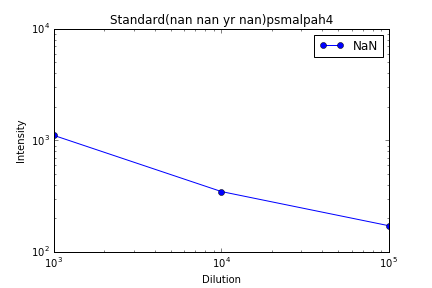 Standard(nan nan yr nan)psmalpah4
NaN
10^4
10^3
10^2
Intensity
10^3 10^4 10^5
Dilution